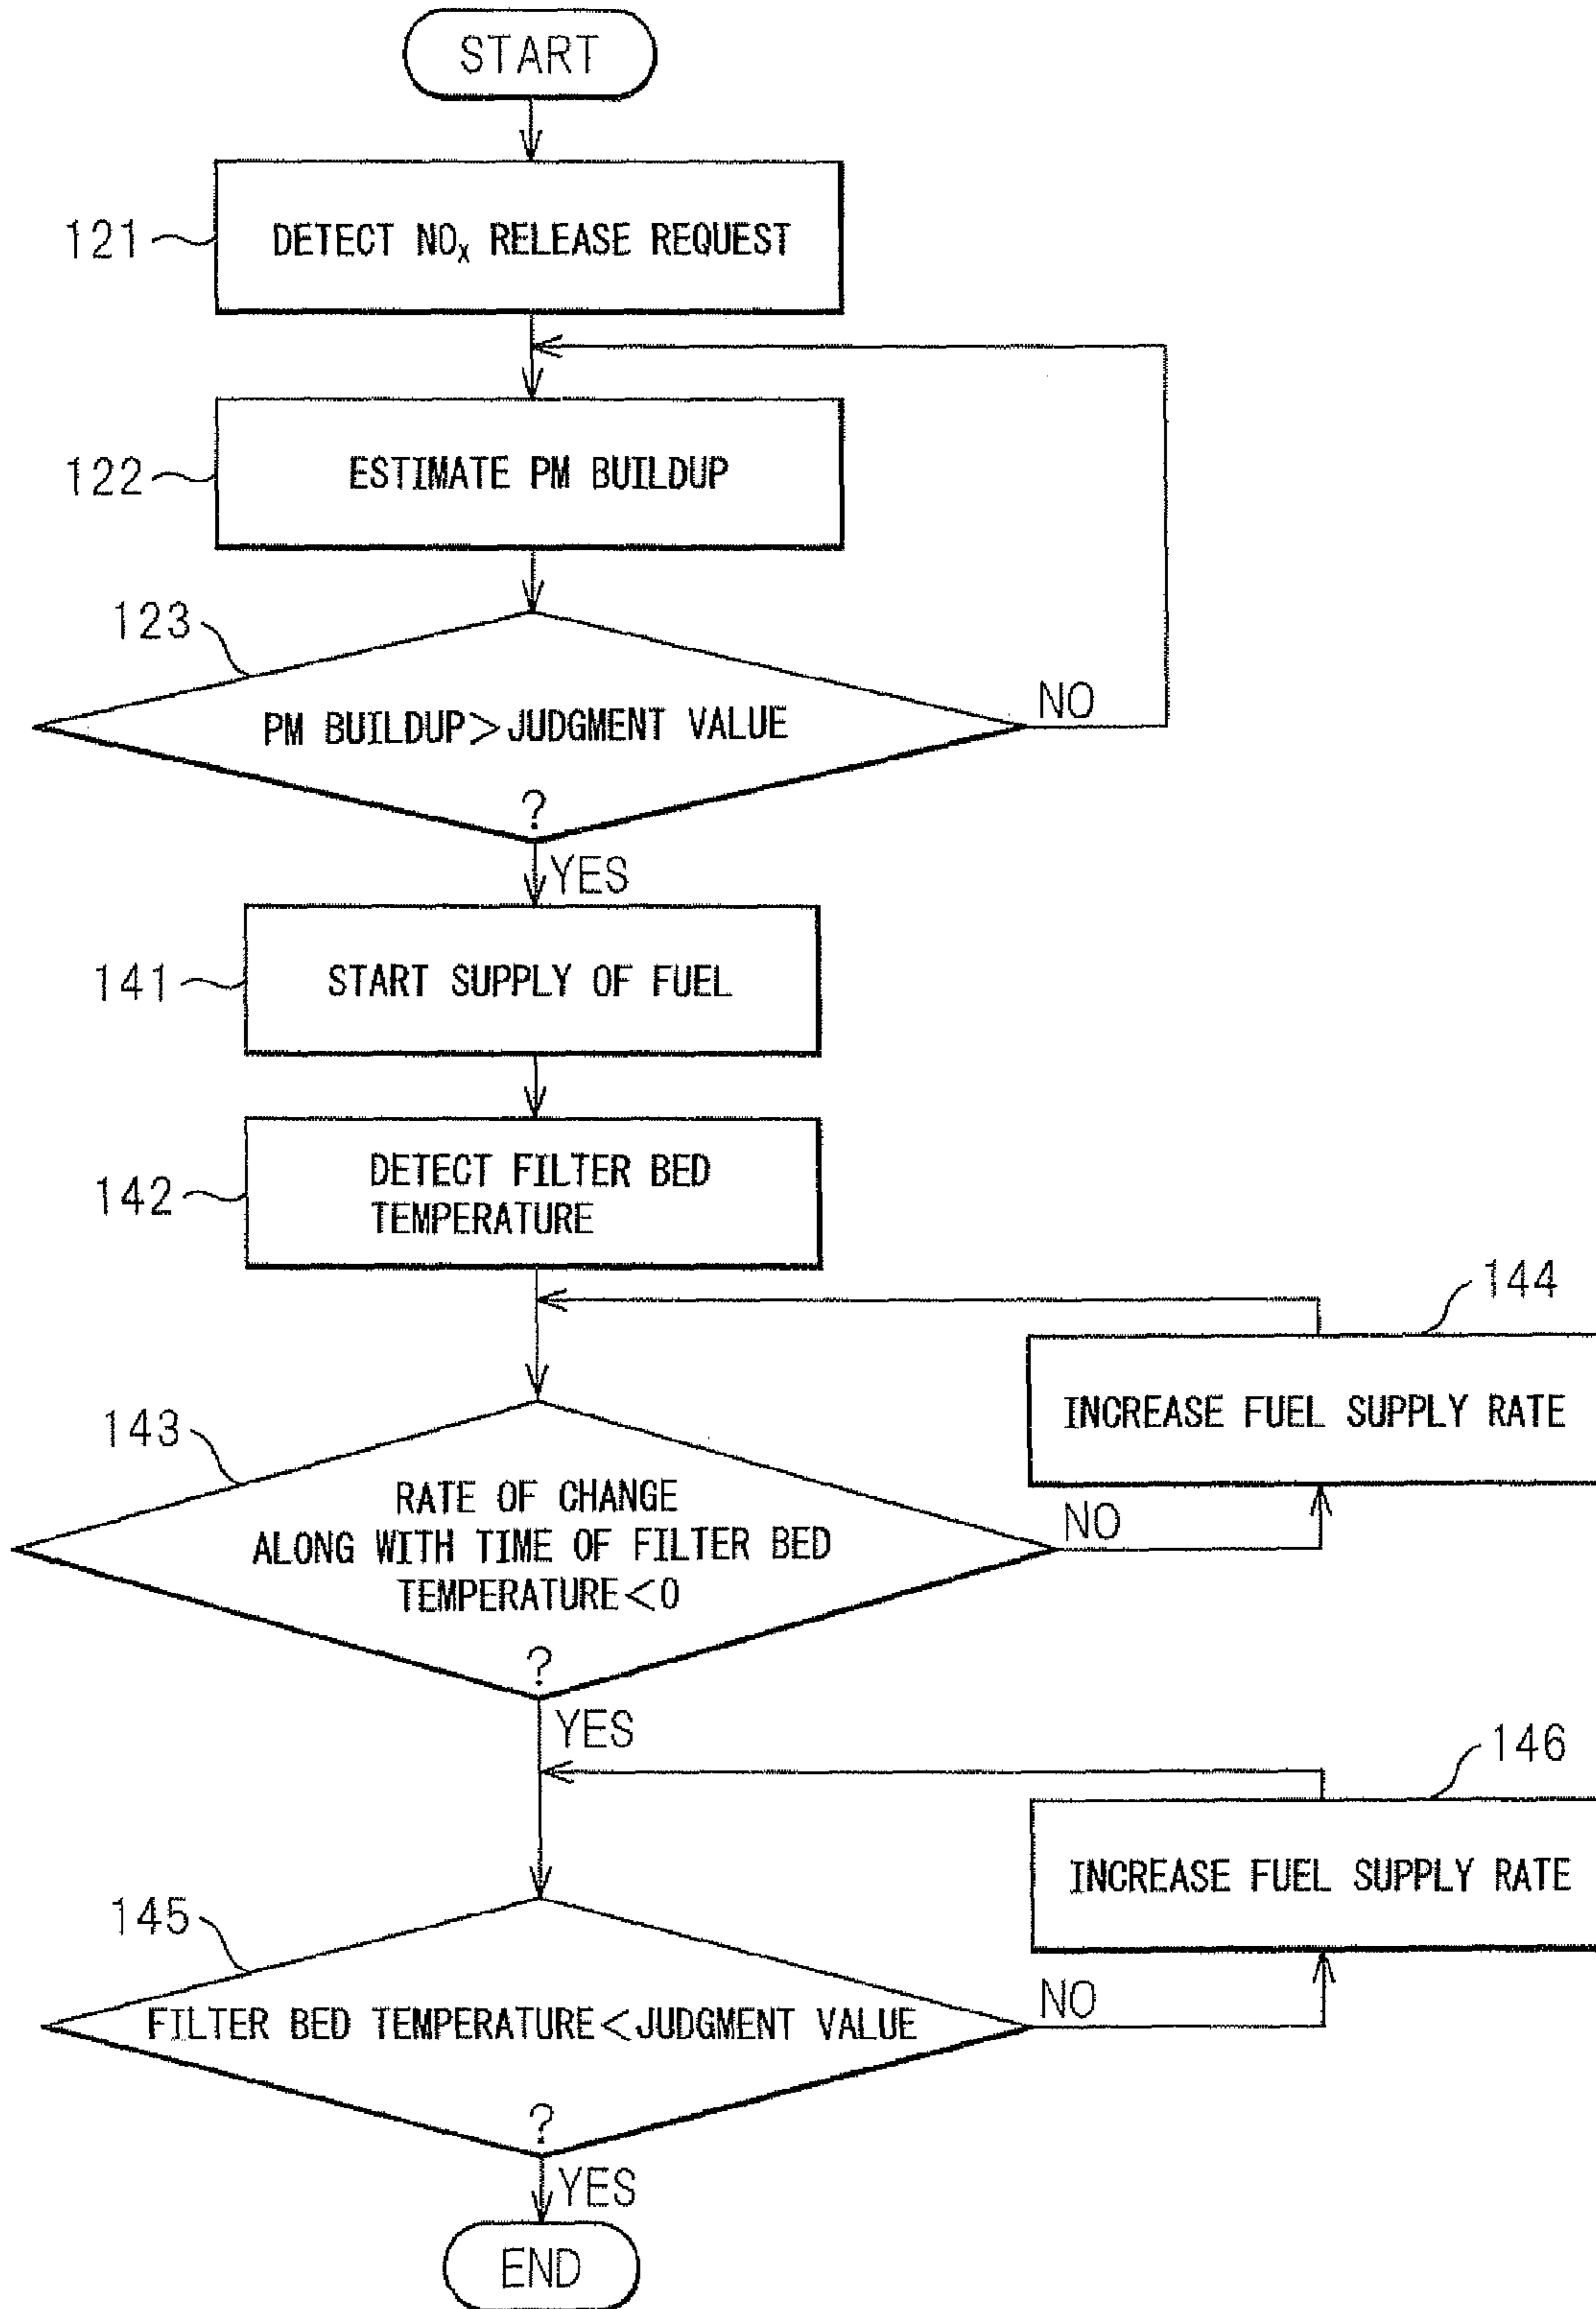 START
121
DETECT NOx RELEASE REQUEST
122
ESTIMATE PM BUILDUP
123
PM BUILDUP>JUDGMENT VALUE
?
NO
YES
141
START SUPPLY OF FUEL
142
DETECT FILTER BED
TEMPERATURE
144
INCREASE FUEL SUPPLY RATE
143
RATE OF CHANGE
ALONG WITH TIME OF FILTER BED
TEMPERATURE<0
?
NO
YES
146
INCREASE FUEL SUPPLY RATE
145
FILTER BED TEMPERATURE<JUDGMENT VALUE
?
NO
YES
END